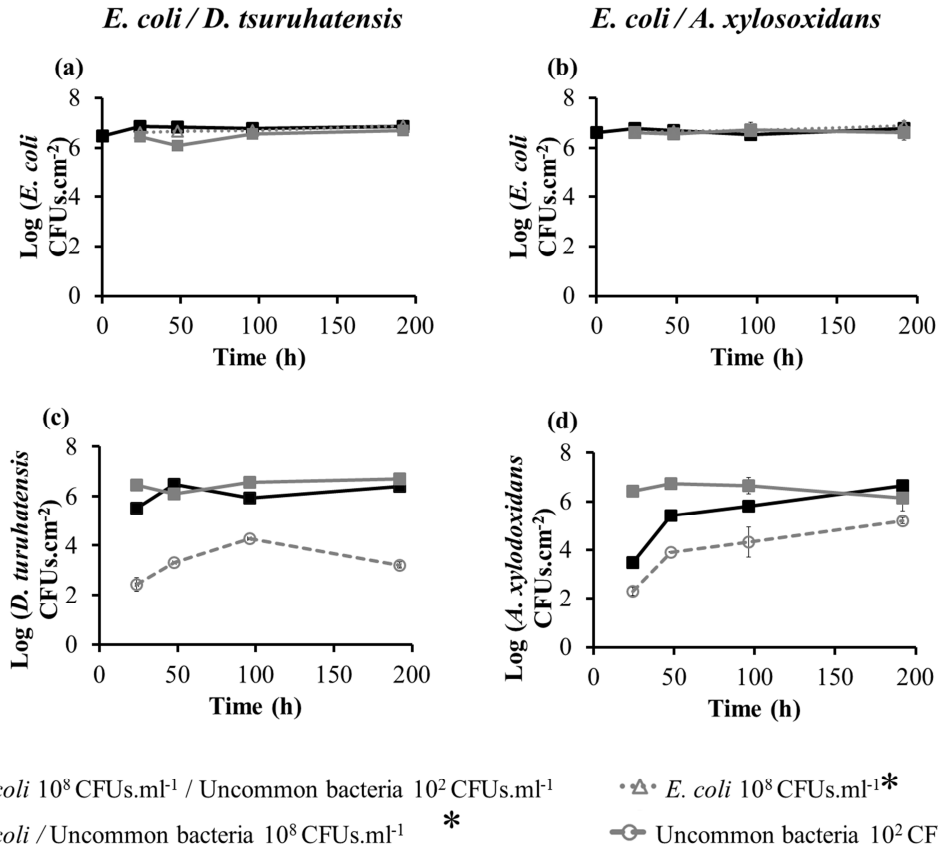 E. coli / D. tsuruhatensis
E. coli / A. xylosoxidans
(a)
Log (E. coli
CFUs.cm-2)
8
6
4
2
0
0 50 100 150 200
Time (h)
(b)
Log (E. coli
CFUs.cm-2)
8
6
4
2
0
0 50 100 150 200
Time (h)
(c)
Log (D. turuhatensis
CFUs.cm-2)
8
6
4
2
0
0 50 100 150 200
Time (h)
(d)
Log (A. xylodoxidans
CFUs.cm-2)
8
6
4
2
0
0 50 100 150 200
Time (h)
coli 10⁸ CFUs.ml-1 / Uncommon bacteria 10² CFUs.ml-1
E. coli 10⁸ CFUs.ml-1*
coli / Uncommon bacteria 10⁸ CFUs.ml-1 *
Uncommon bacteria 10² CF